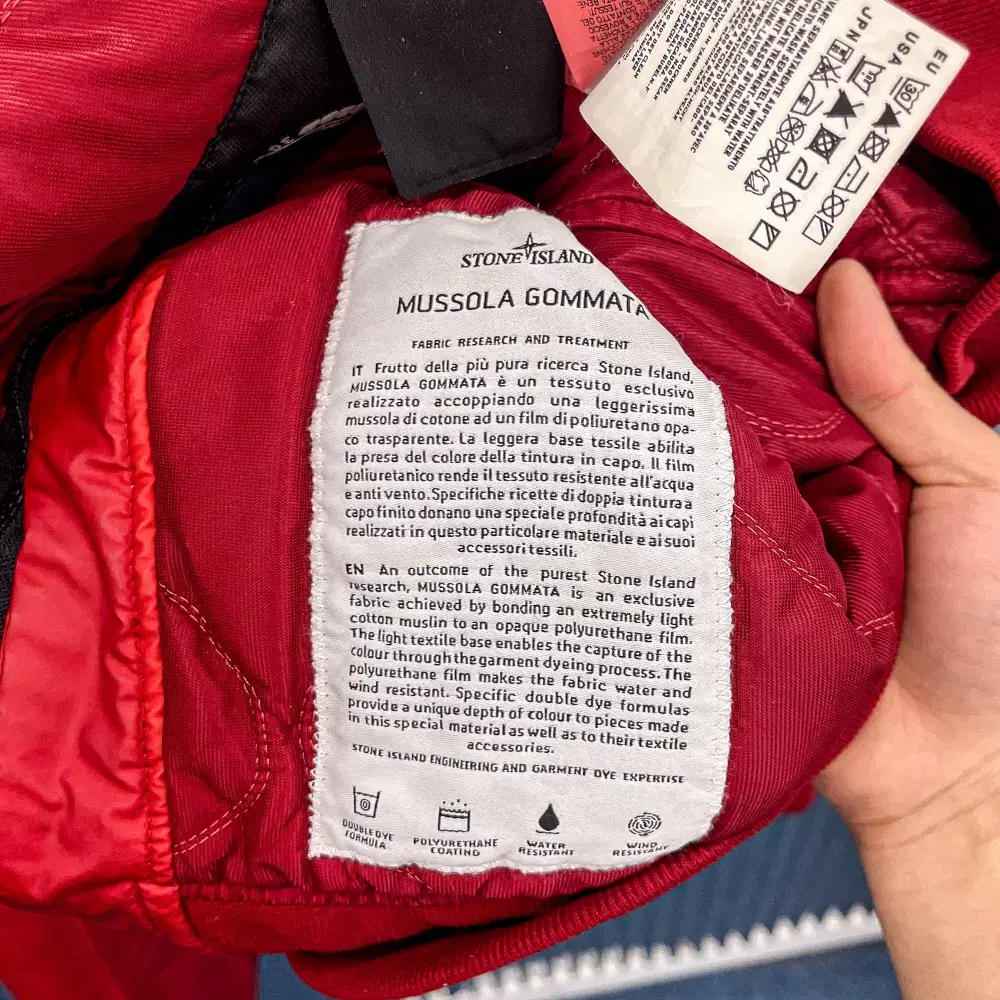 STONE ISLAND
MUSSOLA GOMMATA
FABRIC RESEARCH AND TREATMENT
IT Frutto della più pura ricerca Stone Island,
MUSSOLA GOMMATA è un tessuto esclusivo
realizzato accoppiando una leggerissima
mussola di cotone ad un film di poliuretano opa-
co trasparente. La leggera base tessile abilita
la presa del colore della tintura in capo. Il film
poliuretanico rende il tessuto resistente all'acqua
e anti vento. Specifiche ricette di doppia tintura a
capo finito donano una speciale profondità ai capi
realizzati in questo particolare materiale e ai suoi
accessori tessili.
EN An outcome of the purest Stone Island
research, MUSSOLA GOMMATA is an exclusive
fabric achieved by bonding an extremely light
cotton muslin to an opaque polyurethane film.
The light textile base enables the capture of the
colour through the garment dyeing process. The
polyurethane film makes the fabric water and
wind resistant. Specific double dye formulas
provide a unique depth of colour to pieces made
in this special material as well as to their textile
accessories.
STONE ISLAND ENGINEERING AND GARMENT DYE EXPERTISE
DOUBLE DYE
FORMULA
POLYURETHANE
COATING
WATER
RESISTANT
WIND
RESISTANT
EU
USA
JPN
30